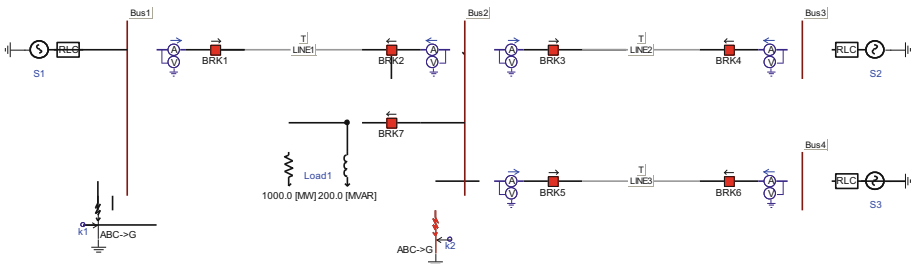 Bus1
Bus2
Bus3
RLC
S1
A
V
BRK1
T
LINE1
BRK2
A
V
A
V
BRK3
T
LINE2
BRK4
A
V
RLC
S2
BRK7
Load1
1000.0 [MW] 200.0 [MVAR]
Bus4
A
V
BRK5
T
LINE3
BRK6
A
V
RLC
S3
k1
ABC->G
ABC->G
k2